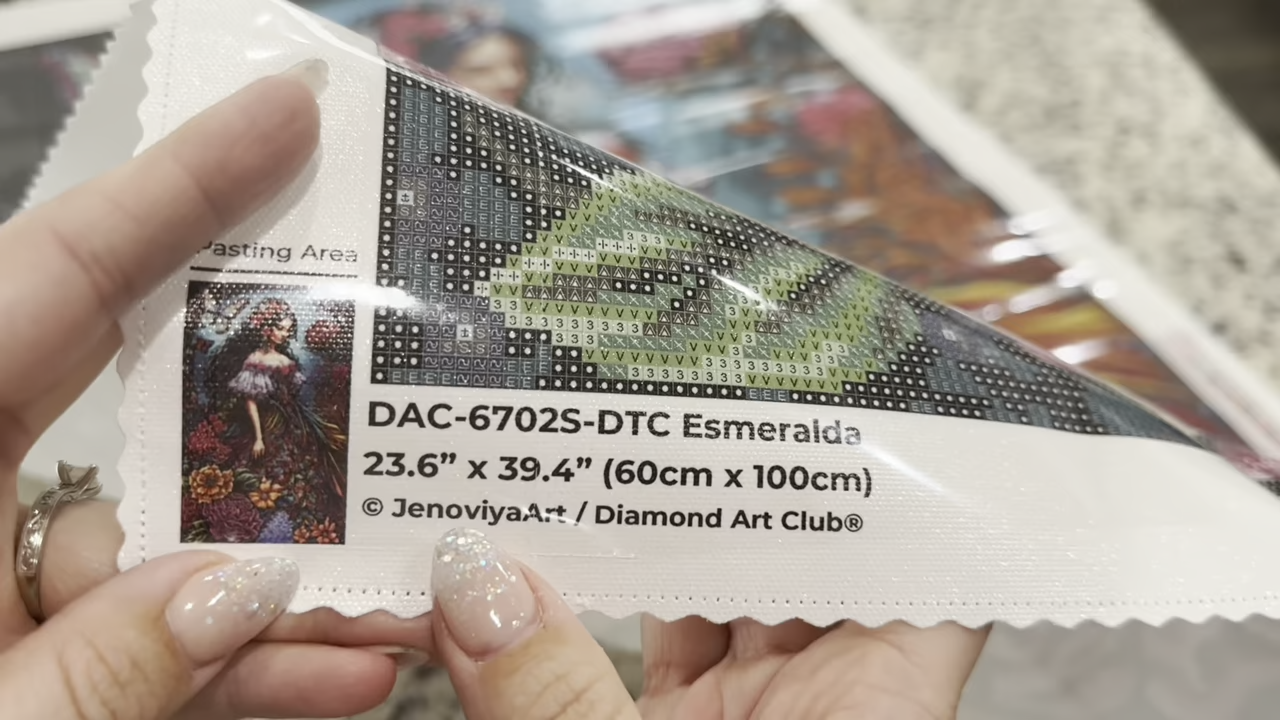 Pasting Area
DAC-6702S-DTC Esmeralda
23.6” x 39.4” (60cm x 100cm)
© JenoviyaArt / Diamond Art Club®